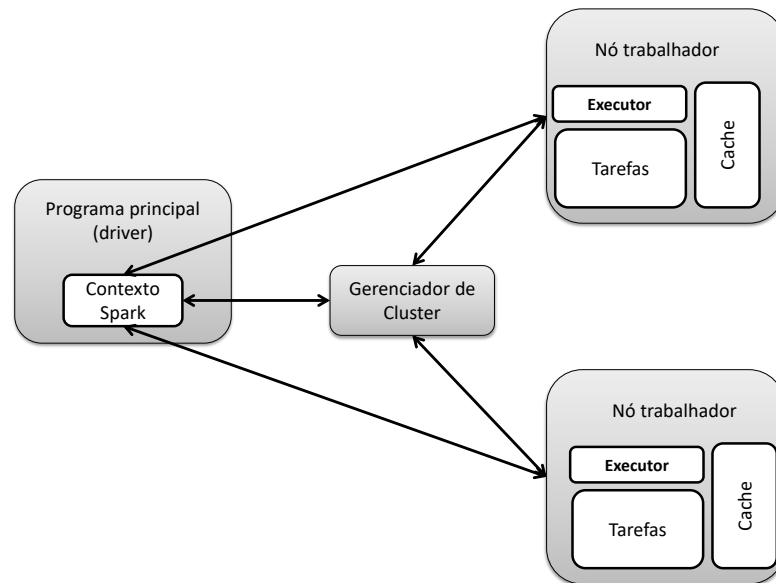 Nó trabalhador
Executor
Tarefas
Cache
Programa principal
(driver)
Contexto
Spark
Gerenciador de
Cluster
Nó trabalhador
Executor
Tarefas
Cache